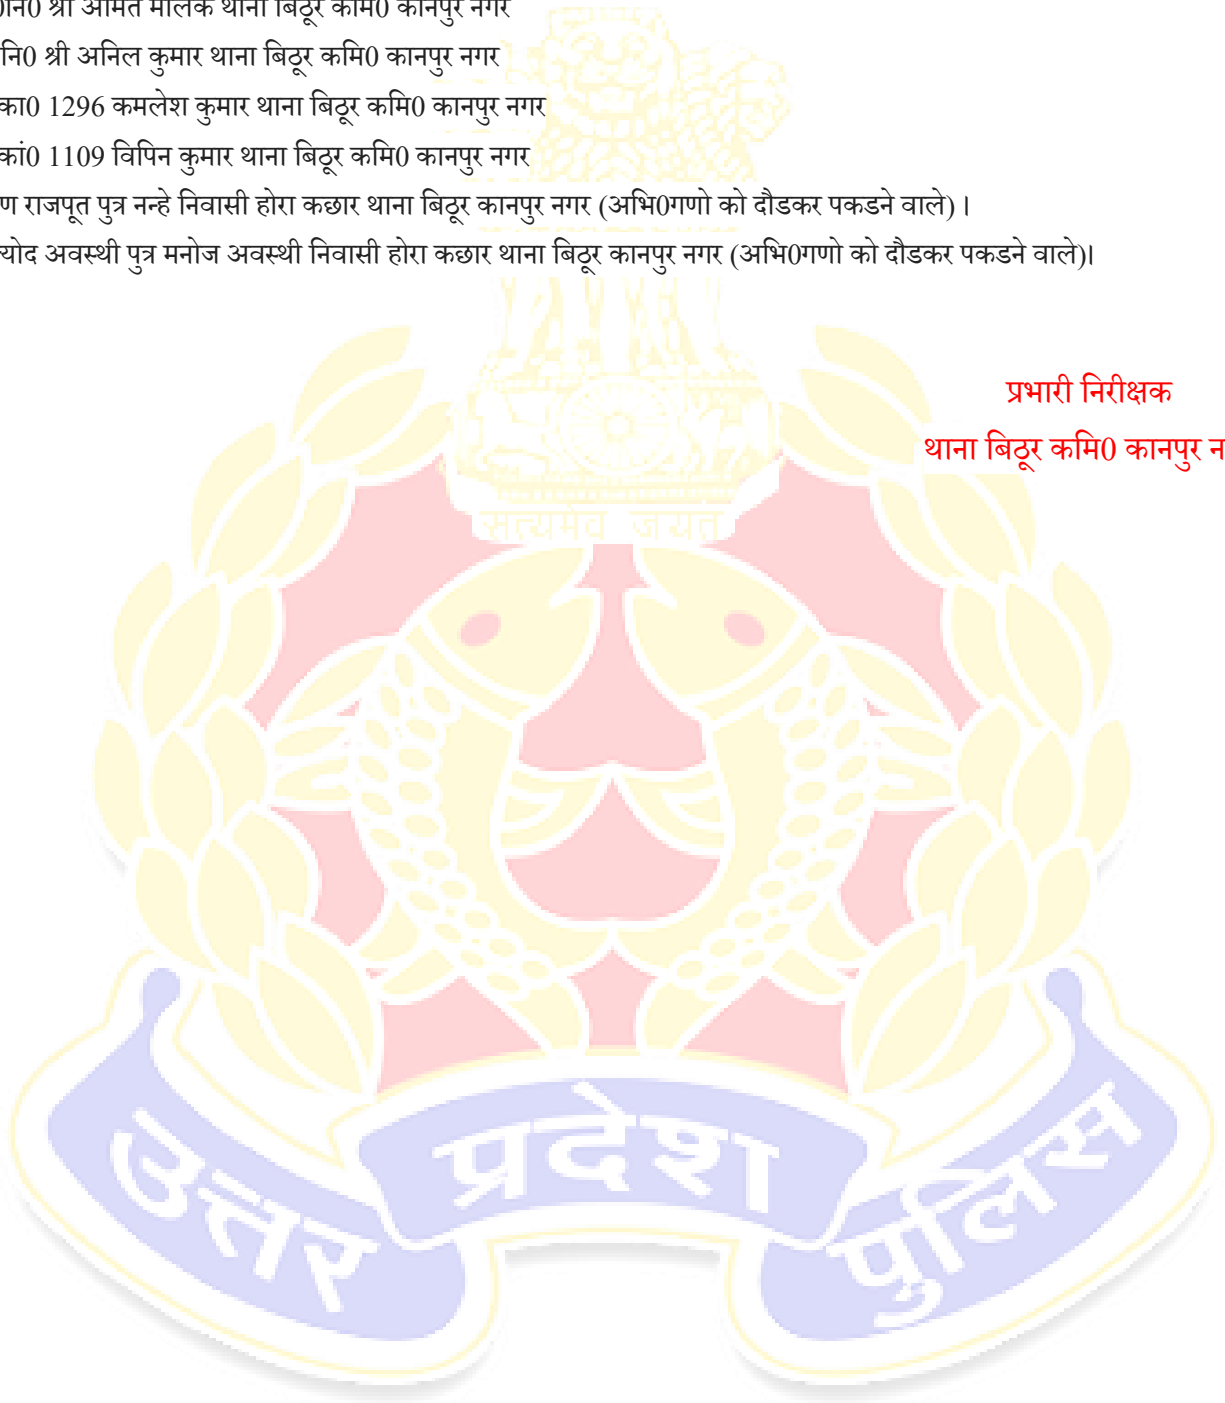 0नि0 श्री अमित मलिक थाना बिठूर कमि0 कानपुर नगर
नि0 श्री अनिल कुमार थाना बिठूर कमि0 कानपुर नगर
का0 1296 कमलेश कुमार थाना बिठूर कमि0 कानपुर नगर
कां0 1109 विपिन कुमार थाना बिठूर कमि0 कानपुर नगर
ण राजपूत पुत्र नन्हे निवासी होरा कछार थाना बिठूर कानपुर नगर (अभि0गणो को दौडकर पकडने वाले) ।
योद अवस्थी पुत्र मनोज अवस्थी निवासी होरा कछार थाना बिठूर कानपुर नगर (अभि0गणो को दौडकर पकडने वाले)।
प्रभारी निरीक्षक
थाना बिठूर कमि0 कानपुर न
सत्यमेव जयते
उत्तर प्रदेश पुलिस